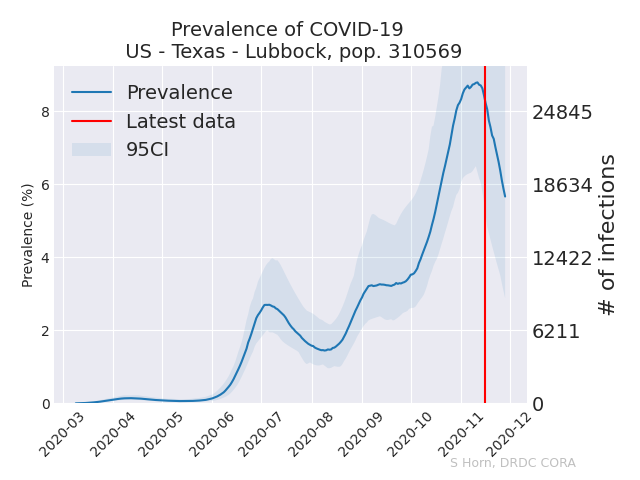 Prevalence of COVID-19
US - Texas - Lubbock, pop. 310569
Prevalence
Latest data
95CI
Prevalence (%)
8
6
4
2
0
24845
18634
12422
6211
0
# of infections
2020-03
2020-04
2020-05
2020-06
2020-07
2020-08
2020-09
2020-10
2020-11
2020-12
S Horn, DRDC CORA